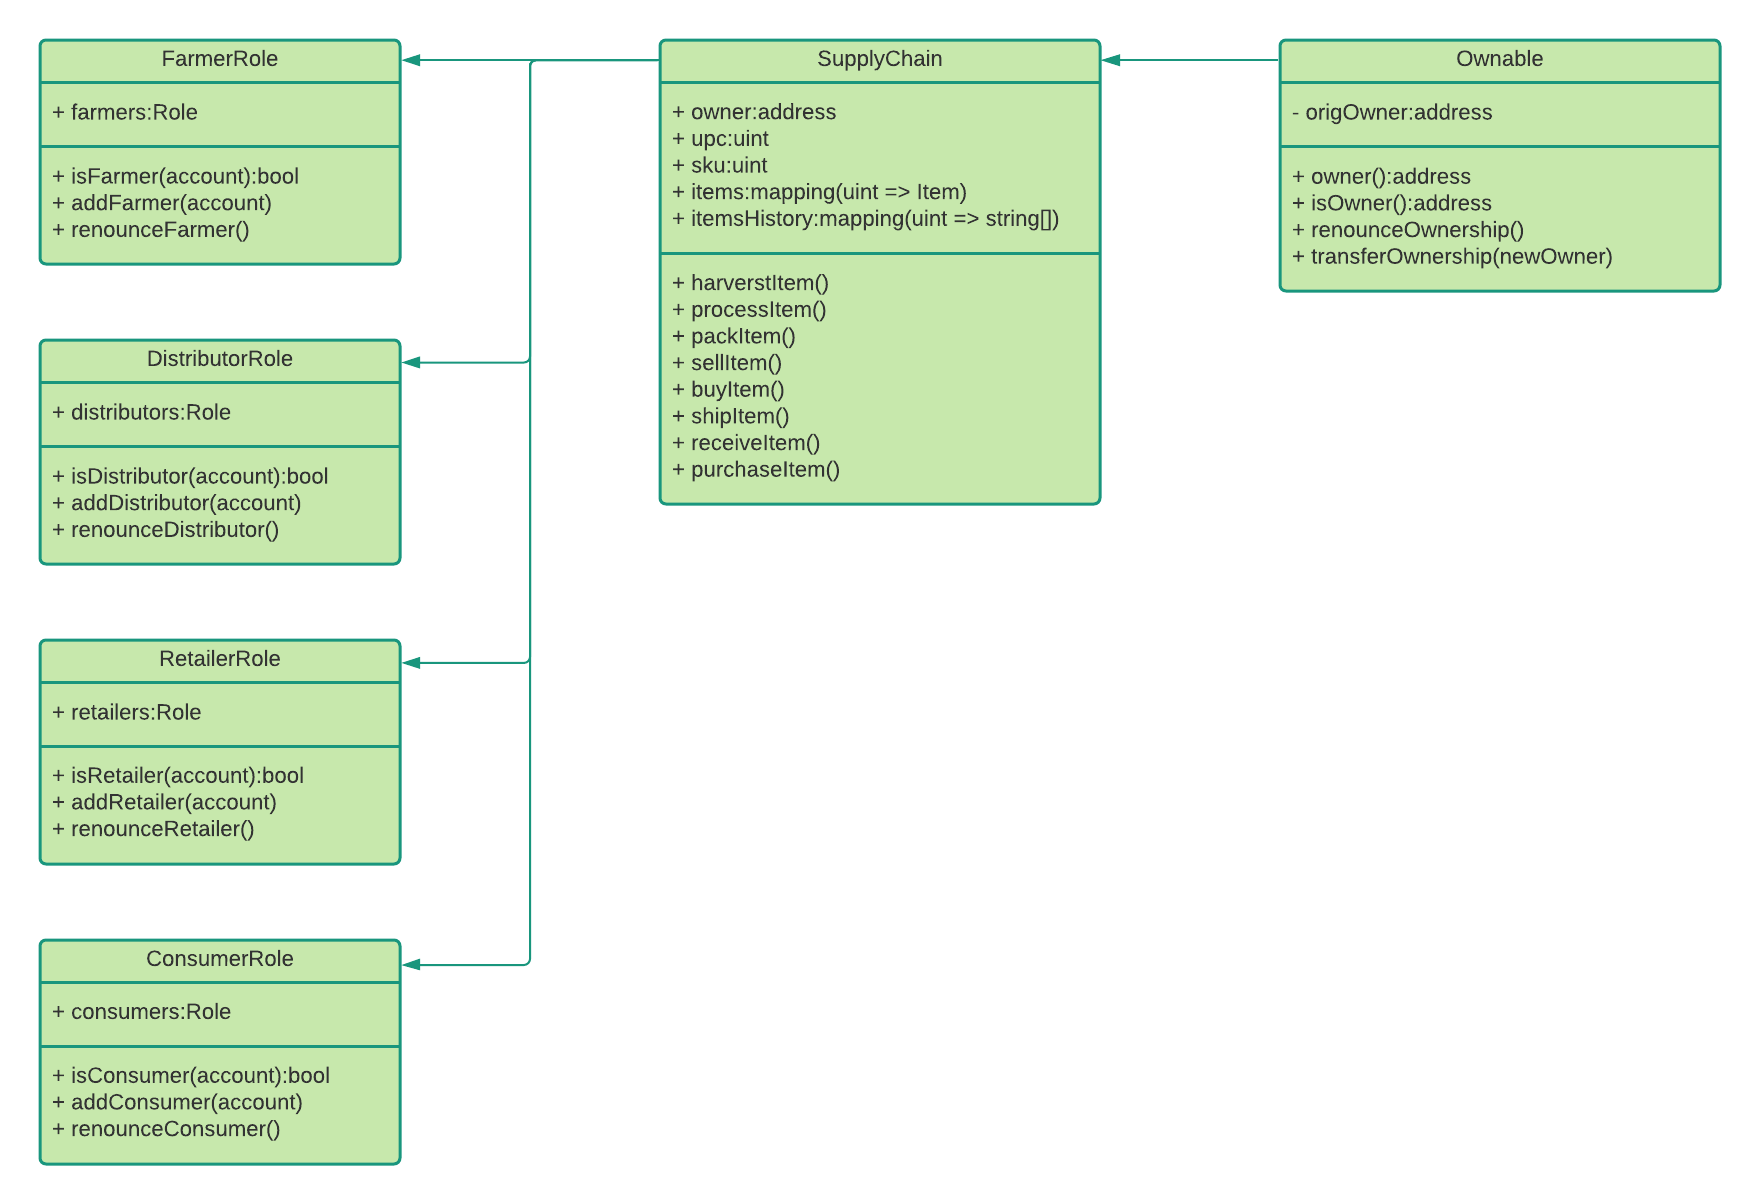 FarmerRole
+ farmers:Role
+ isFarmer(account):bool
+ addFarmer(account)
+ renounceFarmer()
DistributorRole
+ distributors:Role
+ isDistributor(account):bool
+ addDistributor(account)
+ renounceDistributor()
RetailerRole
+ retailers:Role
+ isRetailer(account):bool
+ addRetailer(account)
+ renounceRetailer()
ConsumerRole
+ consumers:Role
+ isConsumer(account):bool
+ addConsumer(account)
+ renounceConsumer()
SupplyChain
+ owner:address
+ upc:uint
+ sku:uint
+ items:mapping(uint => Item)
+ itemsHistory:mapping(uint => string[])
+ harverstItem()
+ processItem()
+ packItem()
+ sellItem()
+ buyItem()
+ shipItem()
+ receiveItem()
+ purchaseItem()
Ownable
- origOwner:address
+ owner():address
+ isOwner():address
+ renounceOwnership()
+ transferOwnership(newOwner)